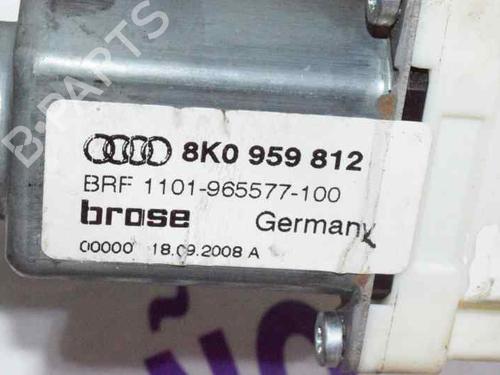 B-PARTS
8K0 959 812
BRF 1101-965577-100
brose Germany
00000 18.09.2008 A